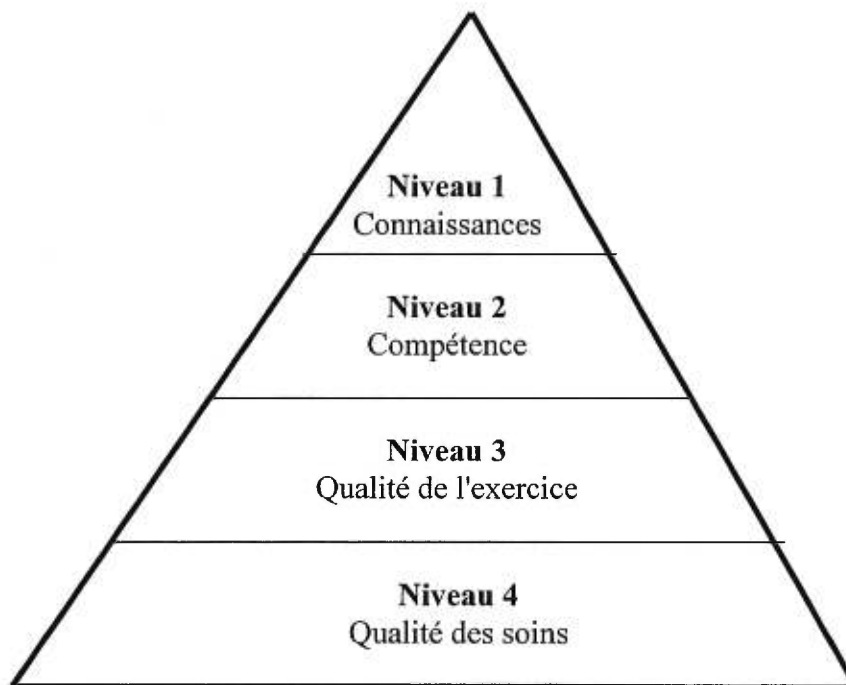 Niveau 1
Connaissances
Niveau 2
Compétence
Niveau 3
Qualité de l'exercice
Niveau 4
Qualité des soins